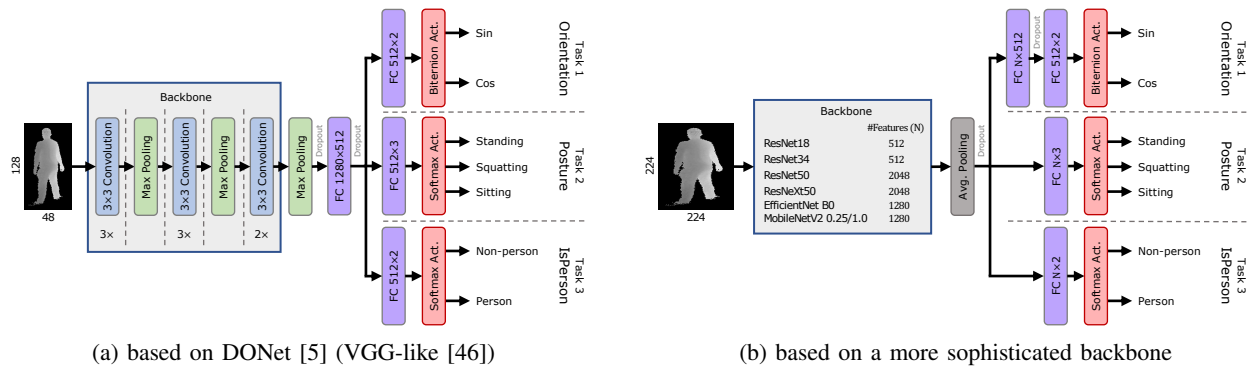 128
48
Backbone
3×3 Convolution
Max Pooling
3×3 Convolution
Max Pooling
3×3 Convolution
3×
3×
2×
Max Pooling
Dropout
FC 1280×512
Dropout
FC 512×2
Biternion Act.
Sin
Cos
Task 1
Orientation
FC 512×3
Softmax Act.
Standing
Squatting
Sitting
Task 2
Posture
FC 512×2
Softmax Act.
Non-person
Person
Task 3
IsPerson
(a) based on DONet [5] (VGG-like [46])
224
224
Backbone
#Features (N)
ResNet18 512
ResNet34 512
ResNet50 2048
ResNeXt50 2048
EfficientNet B0 1280
MobileNetV2 0.25/1.0 1280
Avg. Pooling
Dropout
FC N×512
Dropout
FC 512×2
Biternion Act.
Sin
Cos
Task 1
Orientation
FC N×3
Softmax Act.
Standing
Squatting
Sitting
Task 2
Posture
FC N×2
Softmax Act.
Non-person
Person
Task 3
IsPerson
(b) based on a more sophisticated backbone